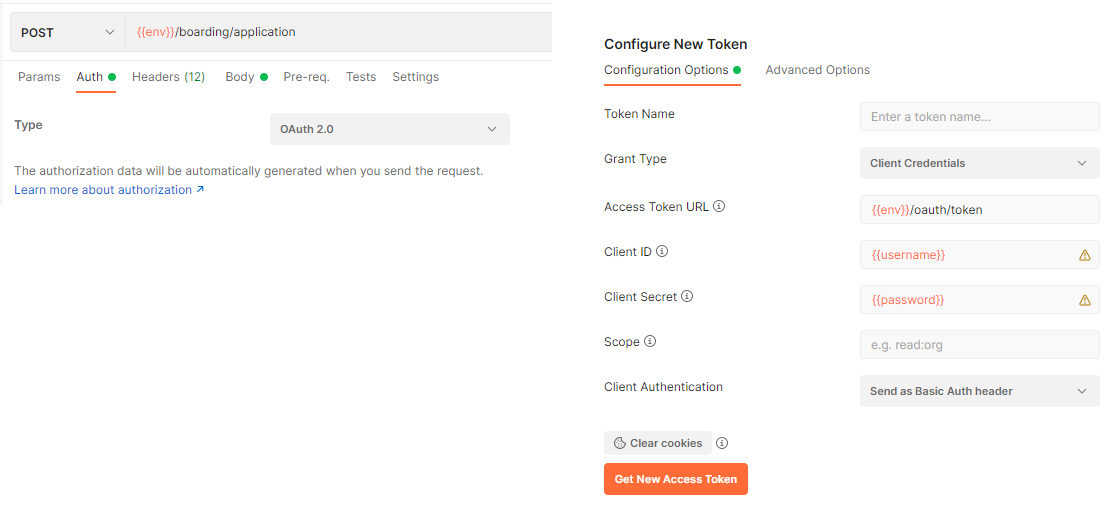 POST
{{env}}/boarding/application
Params Auth Headers (12) Body Pre-req. Tests Settings
Type OAuth 2.0
The authorization data will be automatically generated when you send the request.
Learn more about authorization ↗
Configure New Token
Configuration Options Advanced Options
Token Name Enter a token name...
Grant Type Client Credentials
Access Token URL {{env}}/oauth/token
Client ID {{username}}
Client Secret {{password}}
Scope e.g. read:org
Client Authentication Send as Basic Auth header
Clear cookies
Get New Access Token